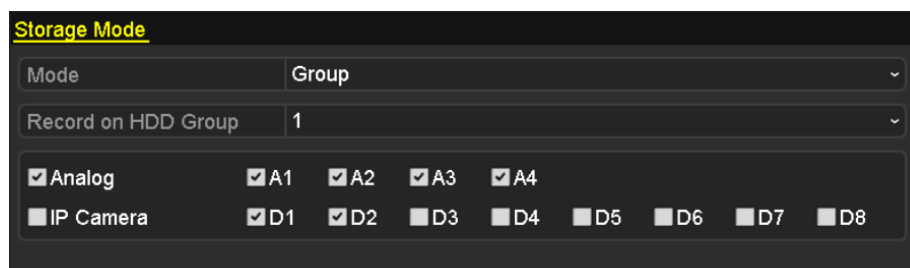 Storage Mode
Mode Group
Record on HDD Group 1
Analog A1 A2 A3 A4
IP Camera D1 D2 D3 D4 D5 D6 D7 D8